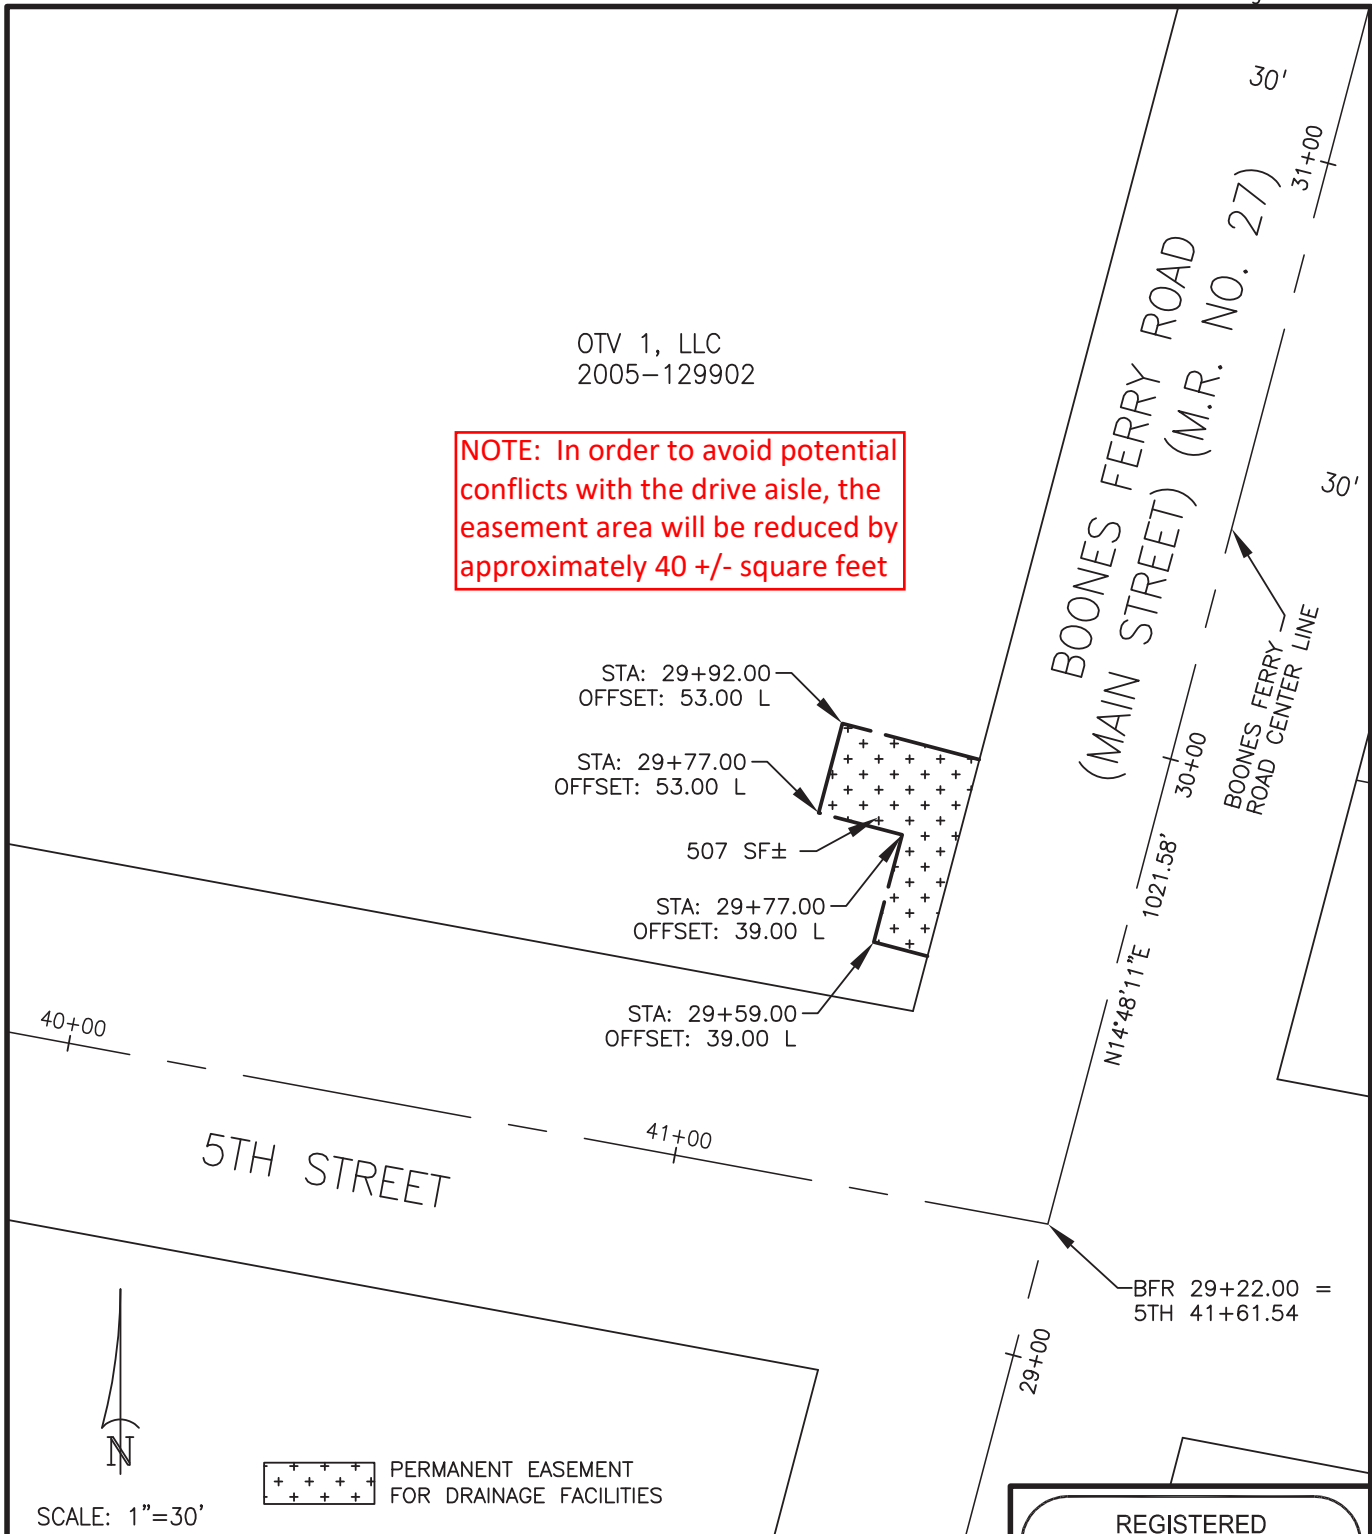 30'
31+00
BOONES FERRY ROAD
(MAIN STREET) (M.R. NO. 27)
OTV 1, LLC
2005-129902
NOTE: In order to avoid potential
conflicts with the drive aisle, the
easement area will be reduced by
approximately 40 +/- square feet
30'
BOONES FERRY
ROAD CENTER LINE
STA: 29+92.00
OFFSET: 53.00 L
STA: 29+77.00
OFFSET: 53.00 L
30+00
507 SF±
STA: 29+77.00
OFFSET: 39.00 L
N14°48'11"E 1021.58'
STA: 29+59.00
OFFSET: 39.00 L
40+00
41+00
5TH STREET
BFR 29+22.00 =
5TH 41+61.54
29+00
N
PERMANENT EASEMENT
FOR DRAINAGE FACILITIES
SCALE: 1"=30'
REGISTERED